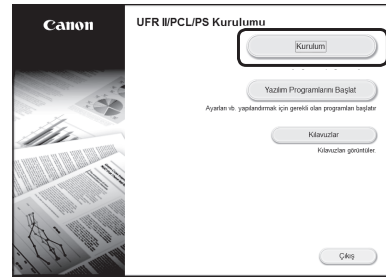 Canon
UFR II/PCL/PS Kurulumu
Kurulum
Yazılım Programlarını Başlat
Ayarları vb. yapılandırmak için gerekli olan programları başlatır
Kılavuzlar
Kılavuzları görüntüler.
Çıkış